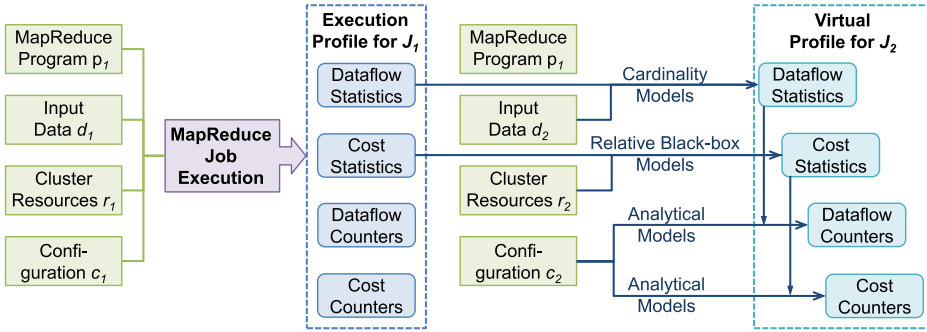 MapReduce
Program p1
Input
Data d1
Cluster
Resources r1
Confi-
guration c1
MapReduce
Job
Execution
Execution
Profile for J1
Dataflow
Statistics
Cost
Statistics
Dataflow
Counters
Cost
Counters
MapReduce
Program p1
Input
Data d2
Cluster
Resources r2
Confi-
guration c2
Cardinality
Models
Relative Black-box
Models
Analytical
Models
Analytical
Models
Virtual
Profile for J2
Dataflow
Statistics
Cost
Statistics
Dataflow
Counters
Cost
Counters